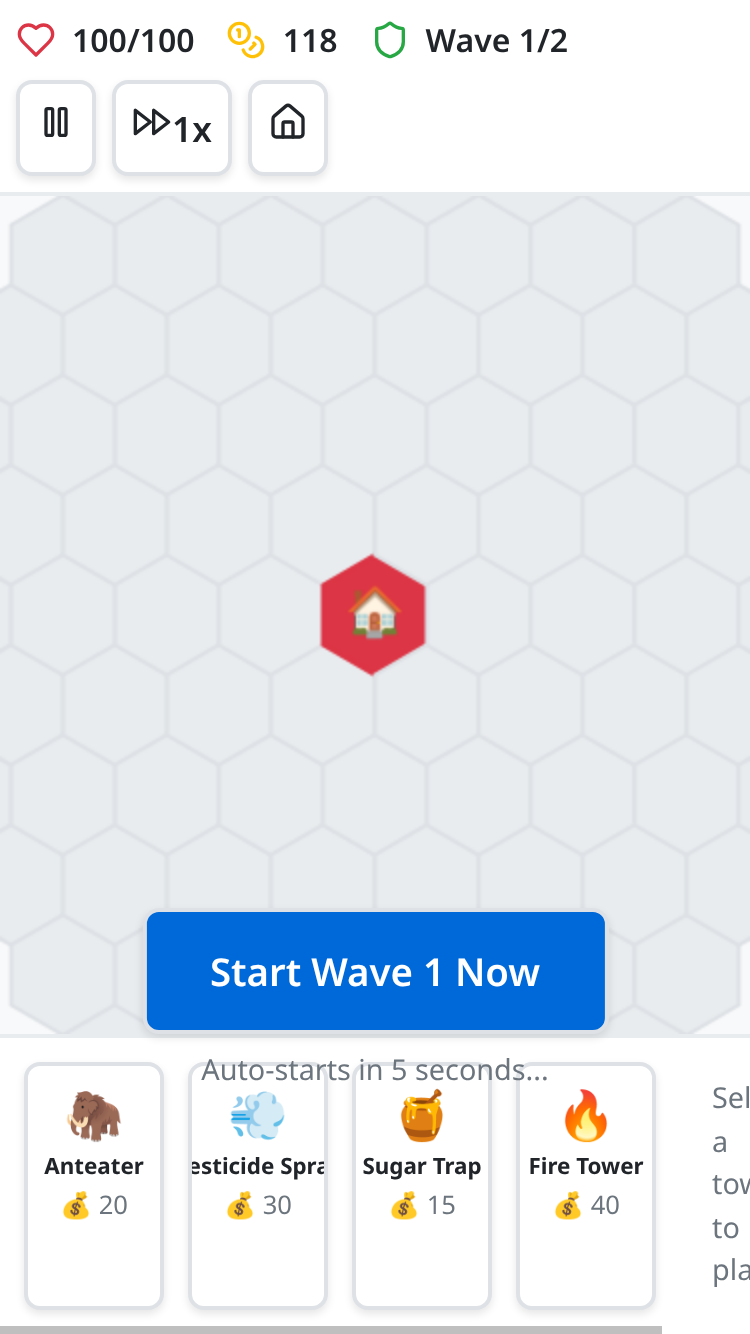 100/100 118 Wave 1/2
1x
Start Wave 1 Now
Auto-starts in 5 seconds...
Anteater
20
esticide Spra
30
Sugar Trap
15
Fire Tower
40
Sel
a
tow
to
pla